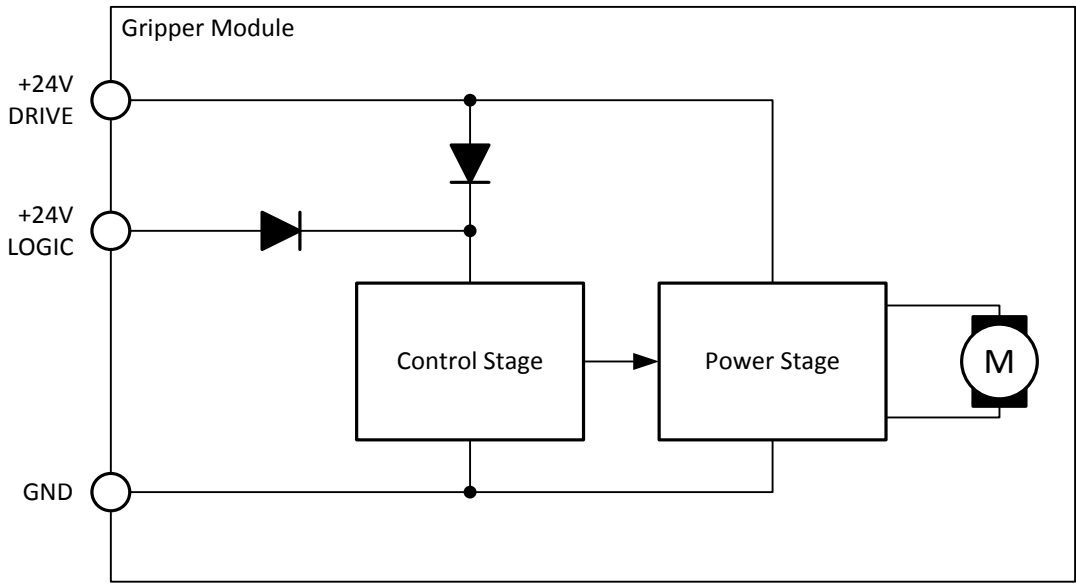 Gripper Module
+24V
DRIVE
+24V
LOGIC
Control Stage
Power Stage
M
GND